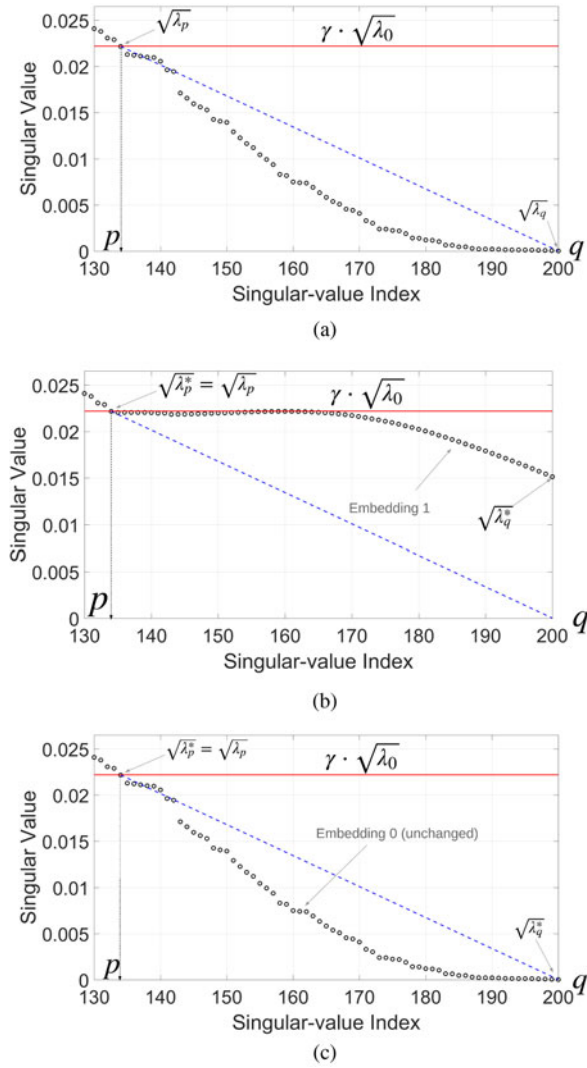 0.025
√λp
γ · √λ0
0.02
0.015
0.01
0.005
√λq
0
p
q
130 140 150 160 170 180 190 200
Singular Value
Singular-value Index
(a)
0.025
√λ*p = √λp
γ · √λ0
0.02
0.015
Embedding 1
√λ*q
0.01
0.005
0
p
q
130 140 150 160 170 180 190 200
Singular Value
Singular-value Index
(b)
0.025
√λ*p = √λp
γ · √λ0
0.02
0.015
Embedding 0 (unchanged)
0.01
0.005
√λ*q
0
p
q
130 140 150 160 170 180 190 200
Singular Value
Singular-value Index
(c)